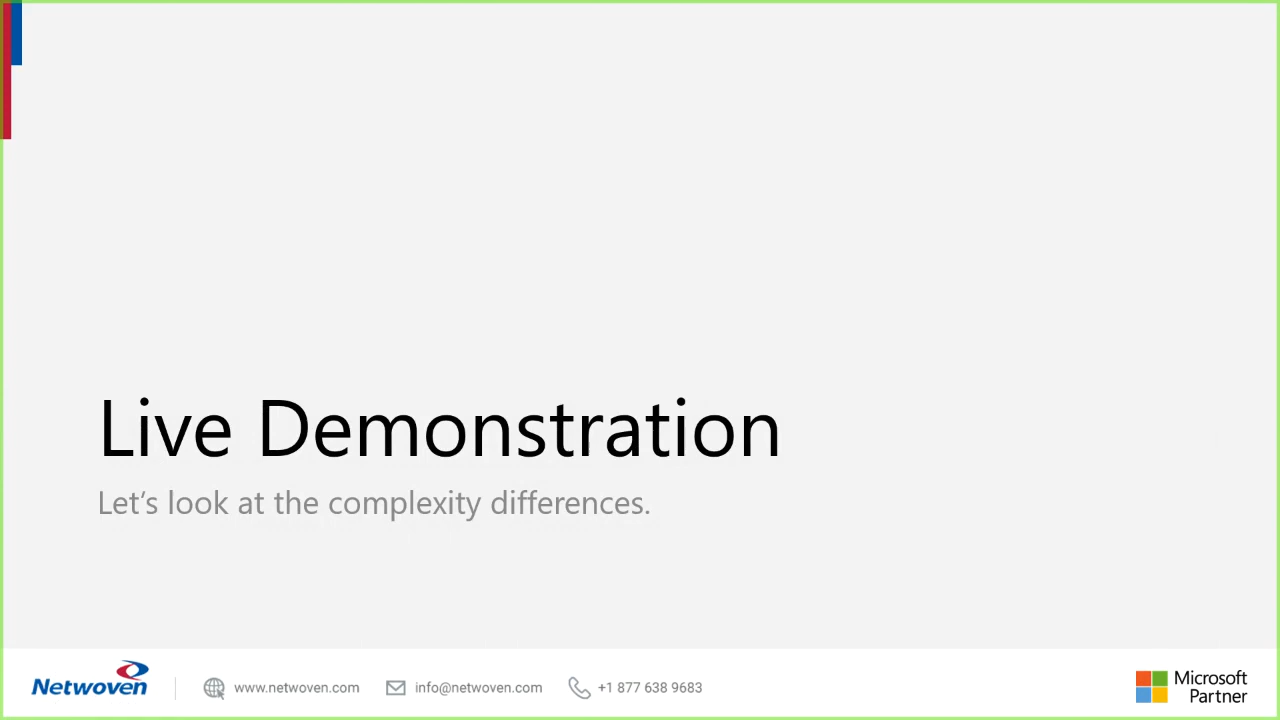 Live Demonstration
Let's look at the complexity differences.
Netwoven
www.netwoven.com
info@netwoven.com
+1 877 638 9683
Microsoft
Partner